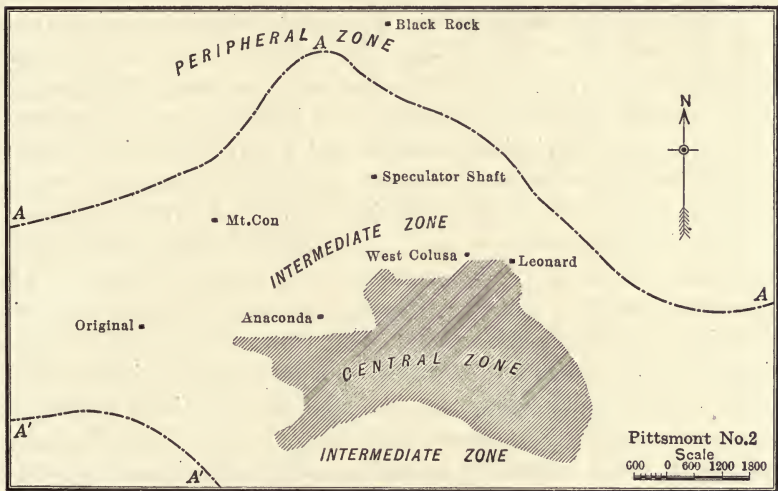 Black Rock
PERIPHERAL ZONE
A
N
Speculator Shaft
A
Mt.Con
INTERMEDIATE ZONE
West Colusa
Leonard
A
Anaconda
Original
CENTRAL ZONE
A'
Pittsmont No.2
INTERMEDIATE ZONE
Scale
600 0 600 1200 1800
A'